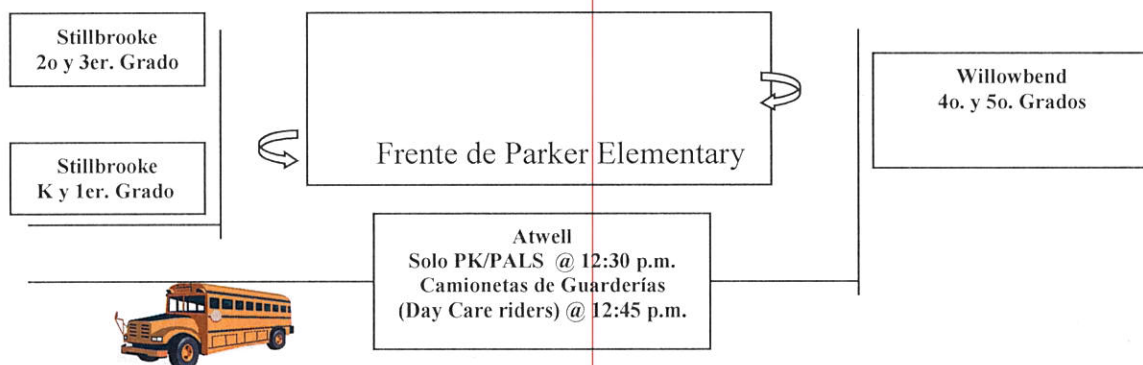 Stillbrooke
2o y 3er. Grado
Stillbrooke
K y 1er. Grado
Frente de Parker Elementary
Willowbend
4o. y 5o. Grados
Atwell
Solo PK/PALS @ 12:30 p.m.
Camionetas de Guarderías
(Day Care riders) @ 12:45 p.m.